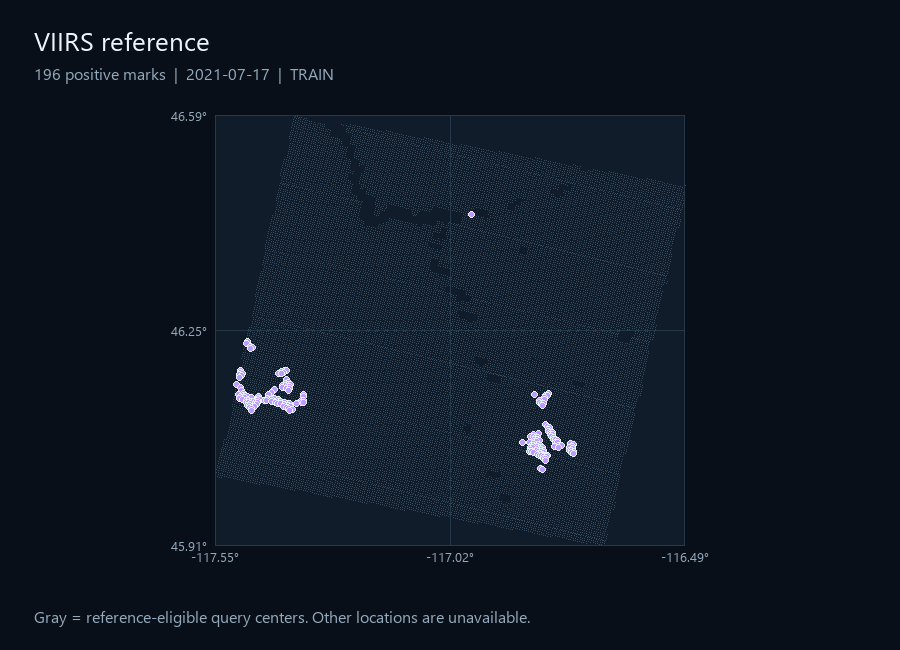 VIIRS reference
196 positive marks | 2021-07-17 | TRAIN
46.59°
46.25°
45.91°
-117.55°
-117.02°
-116.49°
Gray = reference-eligible query centers. Other locations are unavailable.